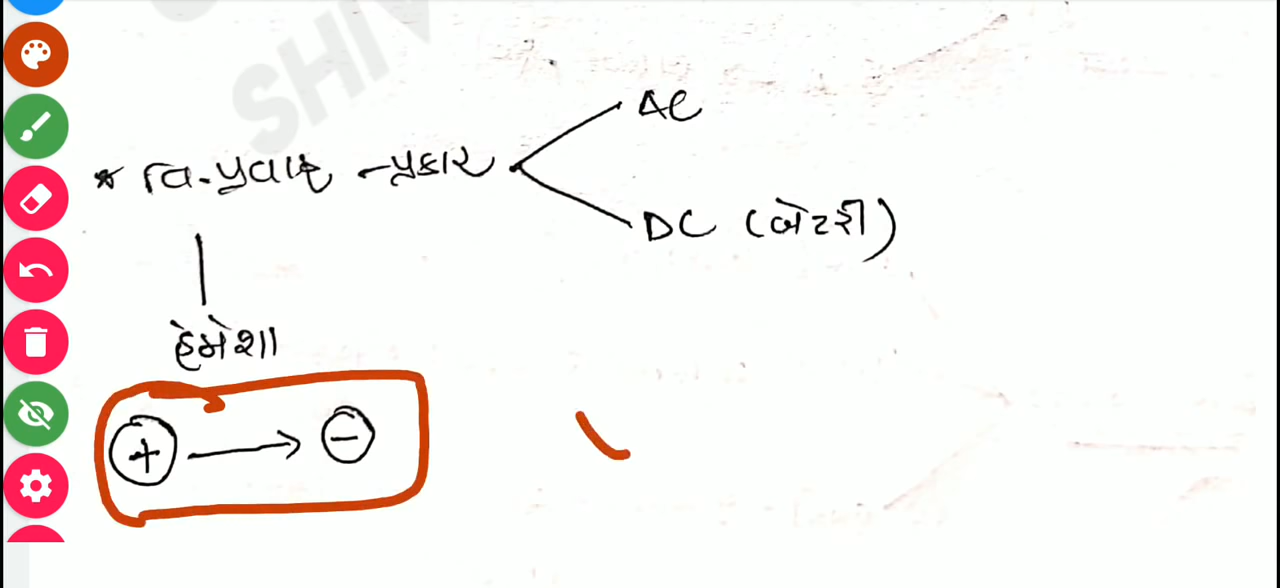 AC
* વિ.પ્રવાહ - પ્રકાર
DC (બેટરી)
હંમેશા
+ → -